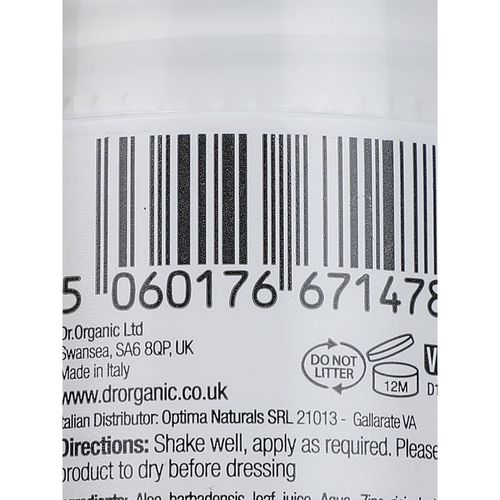 5 060176 671478
Dr.Organic Ltd
Swansea, SA6 8QP, UK
Made in Italy
www.drorganic.co.uk
DO NOT
LITTER
12M
V
Italian Distributor: Optima Naturals SRL 21013 - Gallarate VA
Directions: Shake well, apply as required. Please
product to dry before dressing
Ingredients: Aloe barbadensis leaf juice, Aqua, Zinc